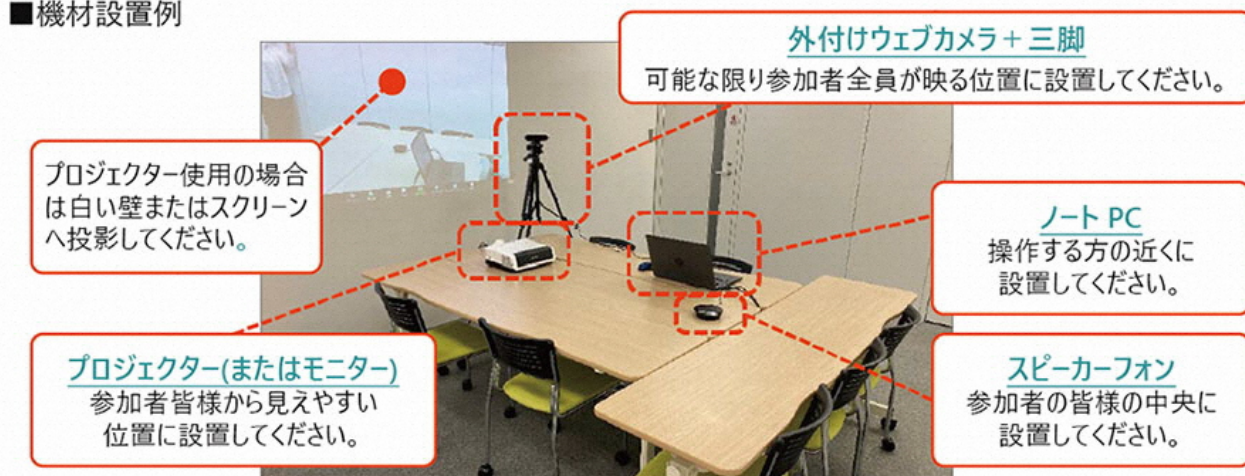 ■機材設置例
外付けウェブカメラ+三脚
可能な限り参加者全員が映る位置に設置してください。
プロジェクター使用の場合
は白い壁またはスクリーン
へ投影してください。
ノート PC
操作する方の近くに
設置してください。
プロジェクター(またはモニター)
参加者皆様から見えやすい
位置に設置してください。
スピーカーフォン
参加者の皆様の中央に
設置してください。